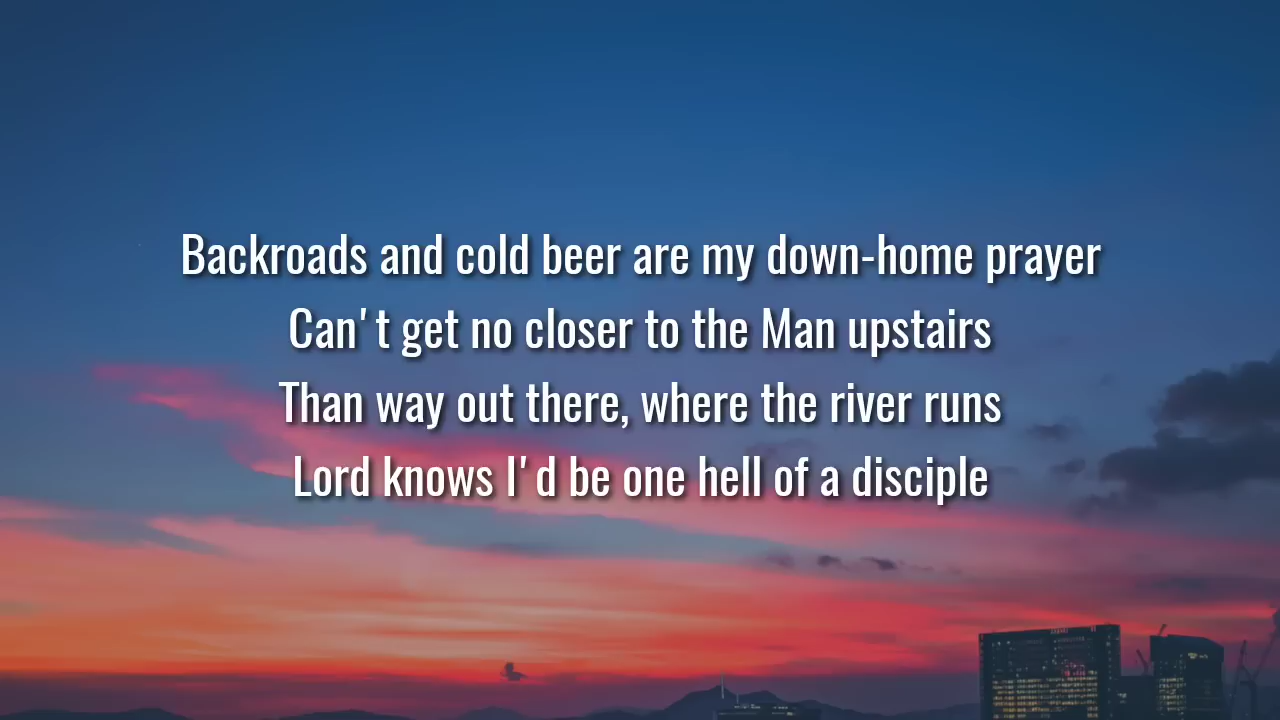 Backroads and cold beer are my down-home prayer
Can't get no closer to the Man upstairs
Than way out there, where the river runs
Lord knows I'd be one hell of a disciple